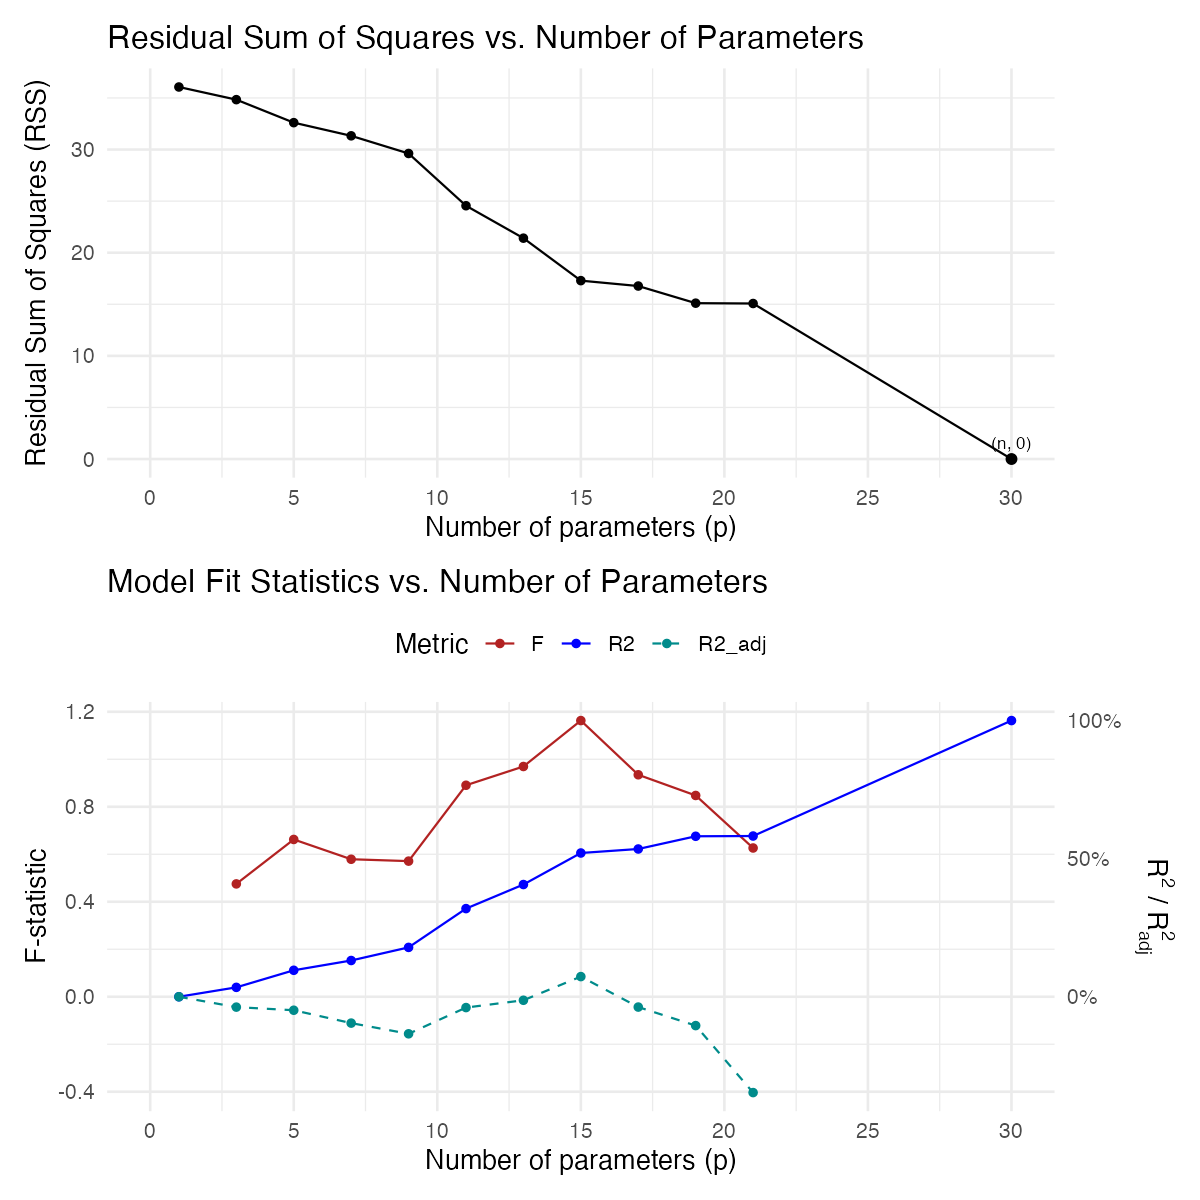 Residual Sum of Squares vs. Number of Parameters
Residual Sum of Squares (RSS)
30
20
10
0
(n, 0)
0 5 10 15 20 25 30
Number of parameters (p)
Model Fit Statistics vs. Number of Parameters
Metric F R2 R2_adj
F-statistic
1.2
0.8
0.4
0.0
-0.4
100%
50%
0%
R² / R²adj
0 5 10 15 20 25 30
Number of parameters (p)